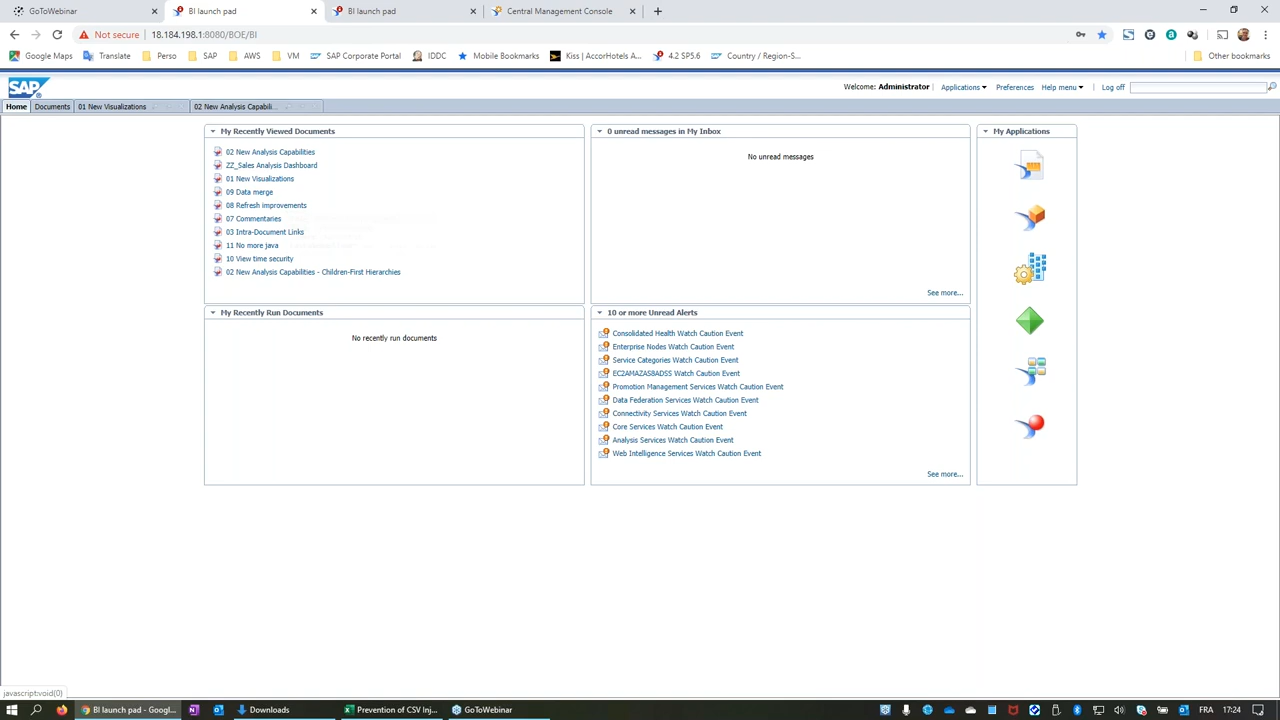 GoToWebinar
BI launch pad
BI launch pad
Central Management Console
Not secure
18.184.198.1:8080/BOE/BI
Google Maps
Translate
Perso
SAP
AWS
VM
SAP Corporate Portal
IDDC
Mobile Bookmarks
Kiss | AccorHotels A...
4.2 SP5.6
Country / Region-S...
Other bookmarks
SAP
Welcome: Administrator
Applications
Preferences
Help menu
Log off
Home
Documents
01 New Visualizations
02 New Analysis Capabili...
My Recently Viewed Documents
02 New Analysis Capabilities
ZZ_Sales Analysis Dashboard
01 New Visualizations
09 Data merge
08 Refresh improvements
07 Commentaries
03 Intra-Document Links
11 No more java
10 View time security
02 New Analysis Capabilities - Children-First Hierarchies
0 unread messages in My Inbox
No unread messages
See more...
My Applications
My Recently Run Documents
No recently run documents
10 or more Unread Alerts
Consolidated Health Watch Caution Event
Enterprise Nodes Watch Caution Event
Service Categories Watch Caution Event
EC2AMAZAS8ADSS Watch Caution Event
Promotion Management Services Watch Caution Event
Data Federation Services Watch Caution Event
Connectivity Services Watch Caution Event
Core Services Watch Caution Event
Analysis Services Watch Caution Event
Web Intelligence Services Watch Caution Event
See more...
javascript:void(0)
BI launch pad - Googl...
Downloads
Prevention of CSV Inj...
GoToWebinar
FRA
17:24